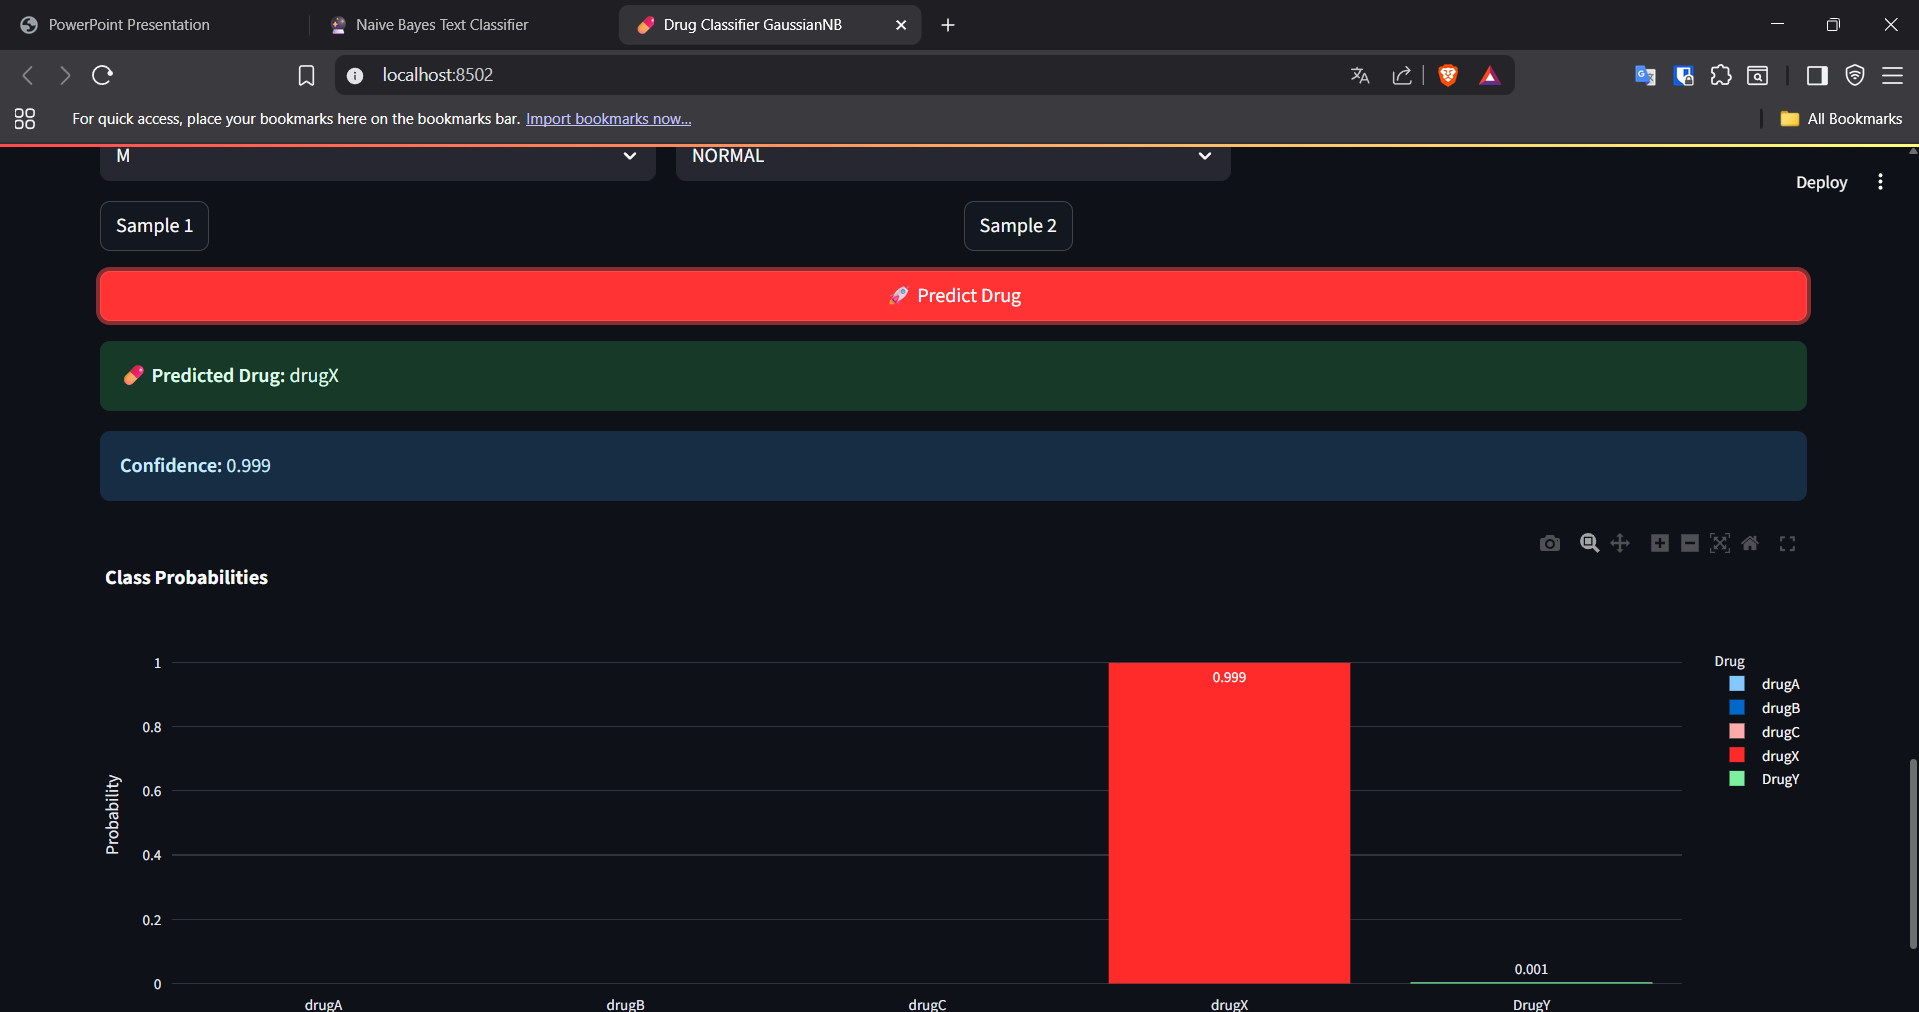 PowerPoint Presentation
Naive Bayes Text Classifier
Drug Classifier GaussianNB
localhost:8502
For quick access, place your bookmarks here on the bookmarks bar. Import bookmarks now...
All Bookmarks
M
NORMAL
Deploy
Sample 1
Sample 2
Predict Drug
Predicted Drug: drugX
Confidence: 0.999
Class Probabilities
Probability
1
0.8
0.6
0.4
0.2
0
0.999
0.001
drugA
drugB
drugC
drugX
DrugY
Drug
drugA
drugB
drugC
drugX
DrugY